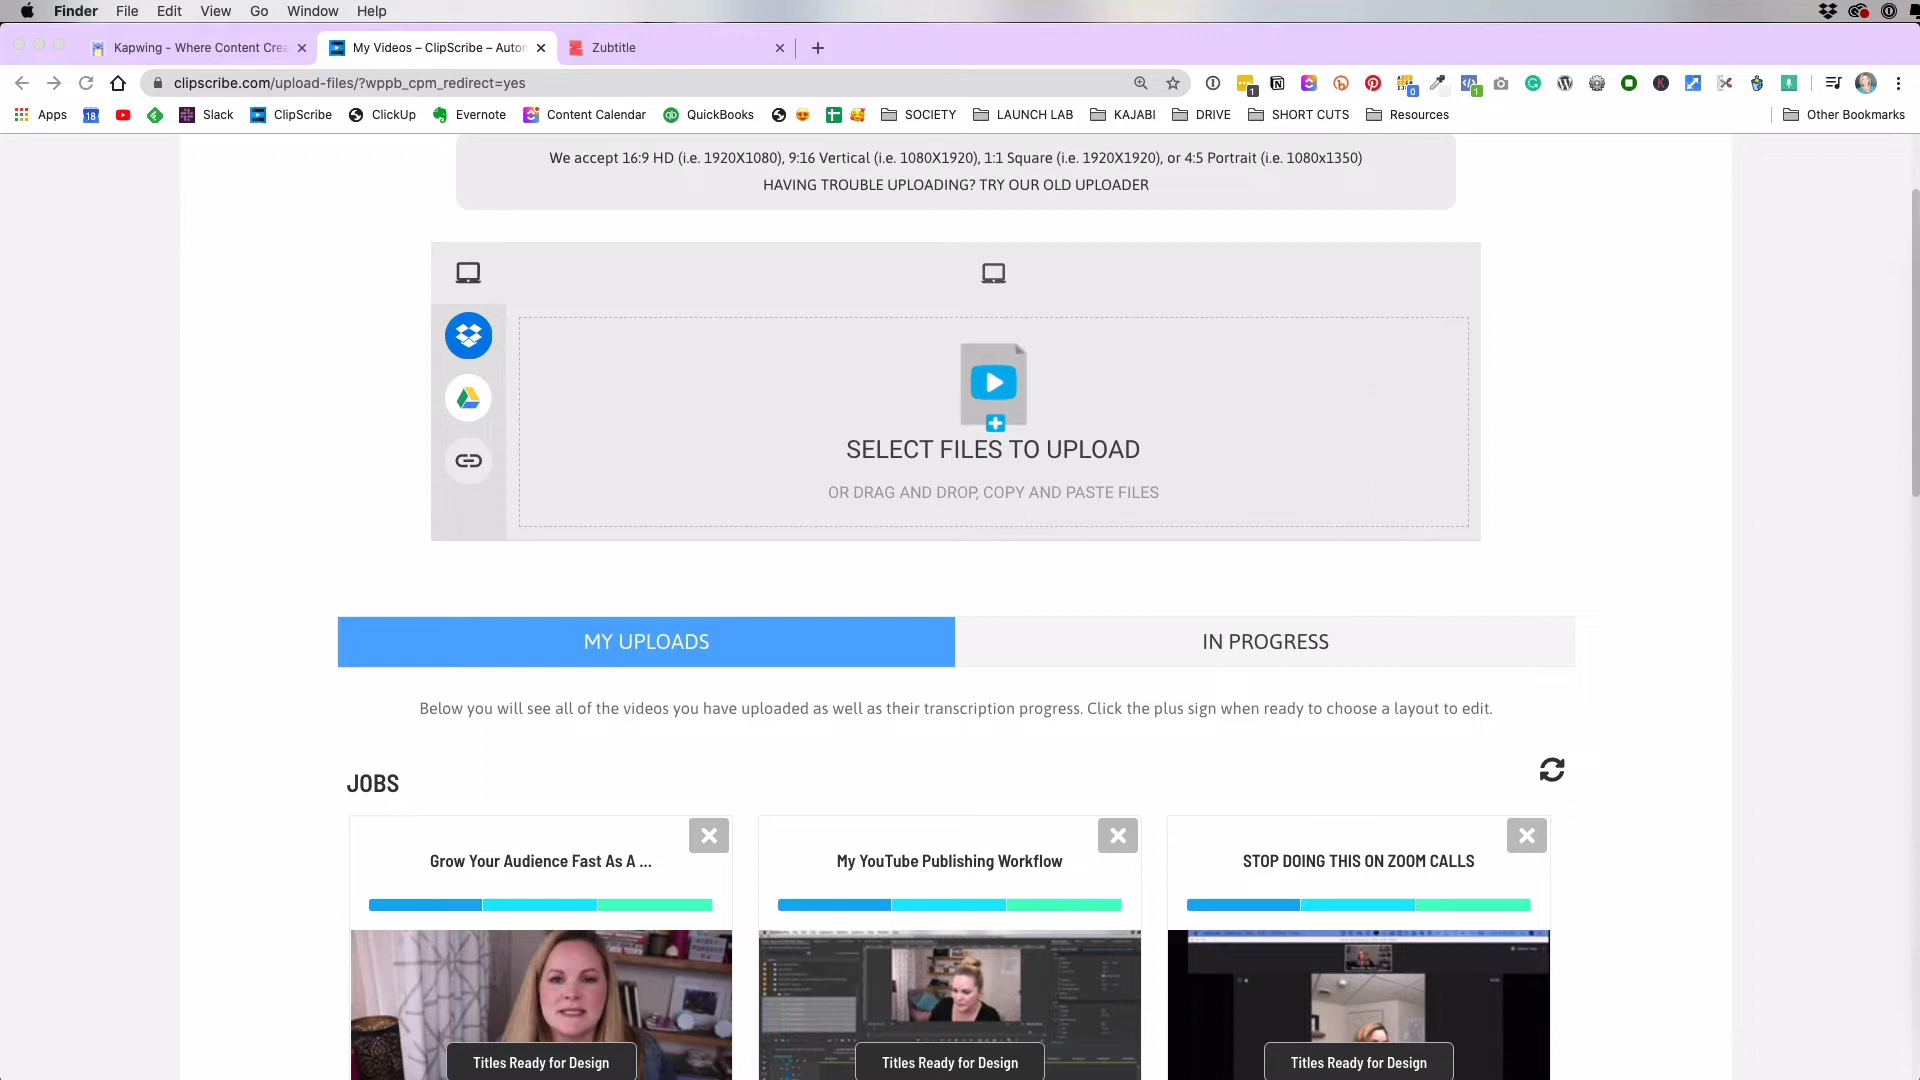 Finder File Edit View Go Window Help
Kapwing - Where Content Crea
My Videos – ClipScribe – Auton
Zubtitle
clipscribe.com/upload-files/?wppb_cpm_redirect=yes
1
0
1
Apps
18
Slack
ClipScribe
ClickUp
Evernote
Content Calendar
QuickBooks
SOCIETY
LAUNCH LAB
KAJABI
DRIVE
SHORT CUTS
Resources
Other Bookmarks
We accept 16:9 HD (i.e. 1920X1080), 9:16 Vertical (i.e. 1080X1920), 1:1 Square (i.e. 1920X1920), or 4:5 Portrait (i.e. 1080x1350)
HAVING TROUBLE UPLOADING? TRY OUR OLD UPLOADER
SELECT FILES TO UPLOAD
OR DRAG AND DROP, COPY AND PASTE FILES
MY UPLOADS
IN PROGRESS
Below you will see all of the videos you have uploaded as well as their transcription progress. Click the plus sign when ready to choose a layout to edit.
JOBS
Grow Your Audience Fast As A ...
My YouTube Publishing Workflow
STOP DOING THIS ON ZOOM CALLS
Titles Ready for Design
Titles Ready for Design
Titles Ready for Design